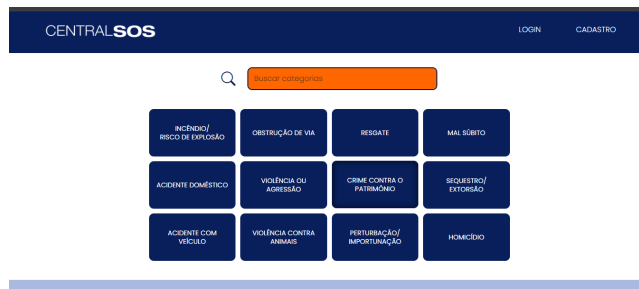 CENTRALSOS
LOGIN
CADASTRO
Buscar categorias
INCÊNDIO/
RISCO DE EXPLOSÃO
OBSTRUÇÃO DE VIA
RESGATE
MAL SÚBITO
ACIDENTE DOMÉSTICO
VIOLÊNCIA OU
AGRESSÃO
CRIME CONTRA O
PATRIMÔNIO
SEQUESTRO/
EXTORSÃO
ACIDENTE COM
VEÍCULO
VIOLÊNCIA CONTRA
ANIMAIS
PERTURBAÇÃO/
IMPORTUNAÇÃO
HOMICÍDIO